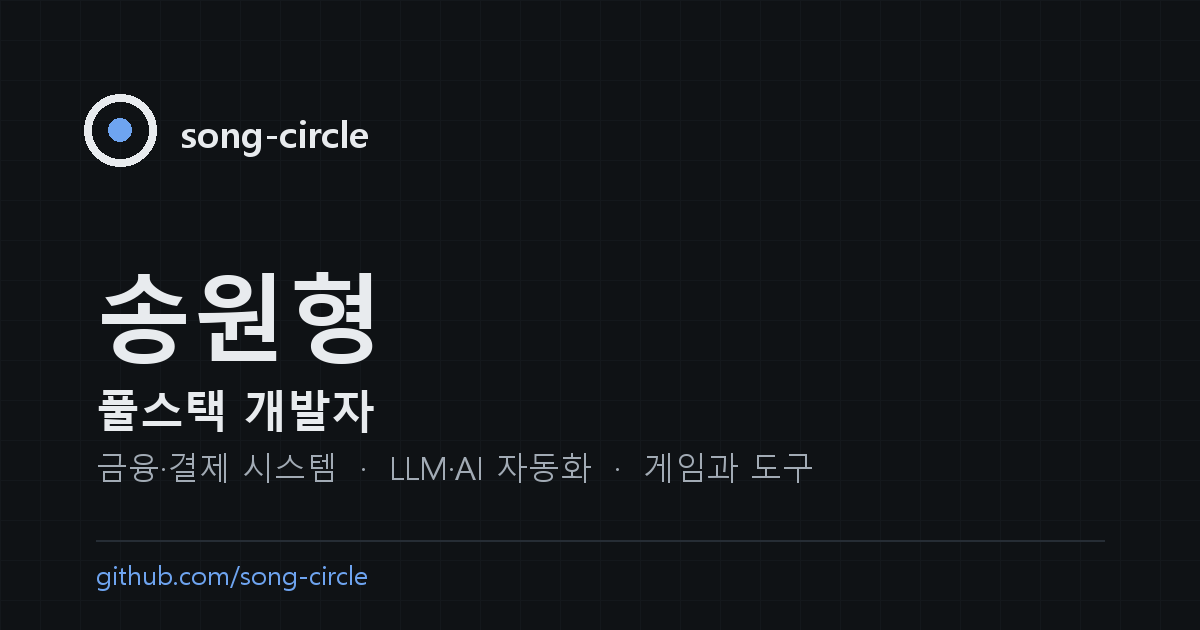 song-circle
송원형
풀스택 개발자
금융·결제 시스템 · LLM·AI 자동화 · 게임과 도구
github.com/song-circle